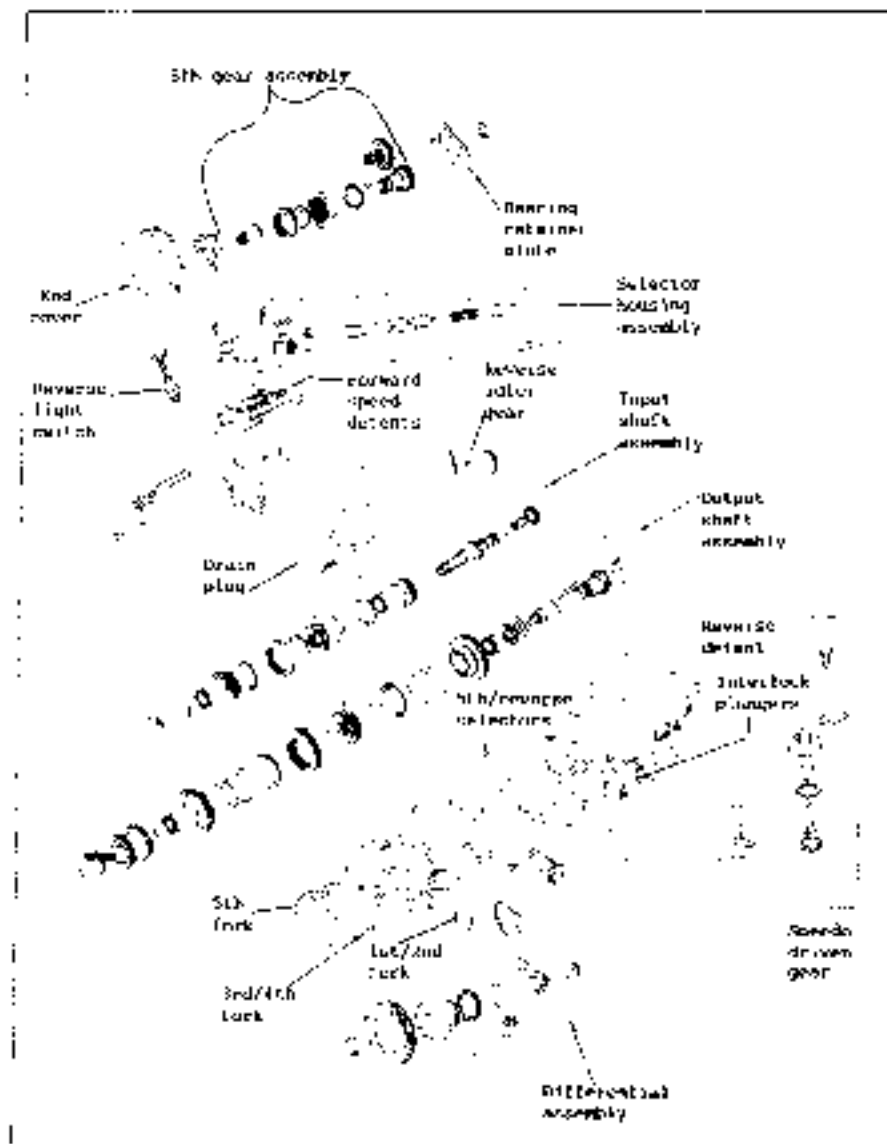 5th gear assembly
Bearing
retainer
plate
End
cover
Selector
housing
assembly
Reverse
light
switch
Forward
speed
detents
Reverse
idler
gear
Input
shaft
assembly
Output
shaft
assembly
Drain
plug
Reverse
detent
Interlock
plungers
5th/reverse
selectors
5th
fork
1st/2nd
fork
3rd/4th
fork
Speedo
driven
gear
Differential
assembly